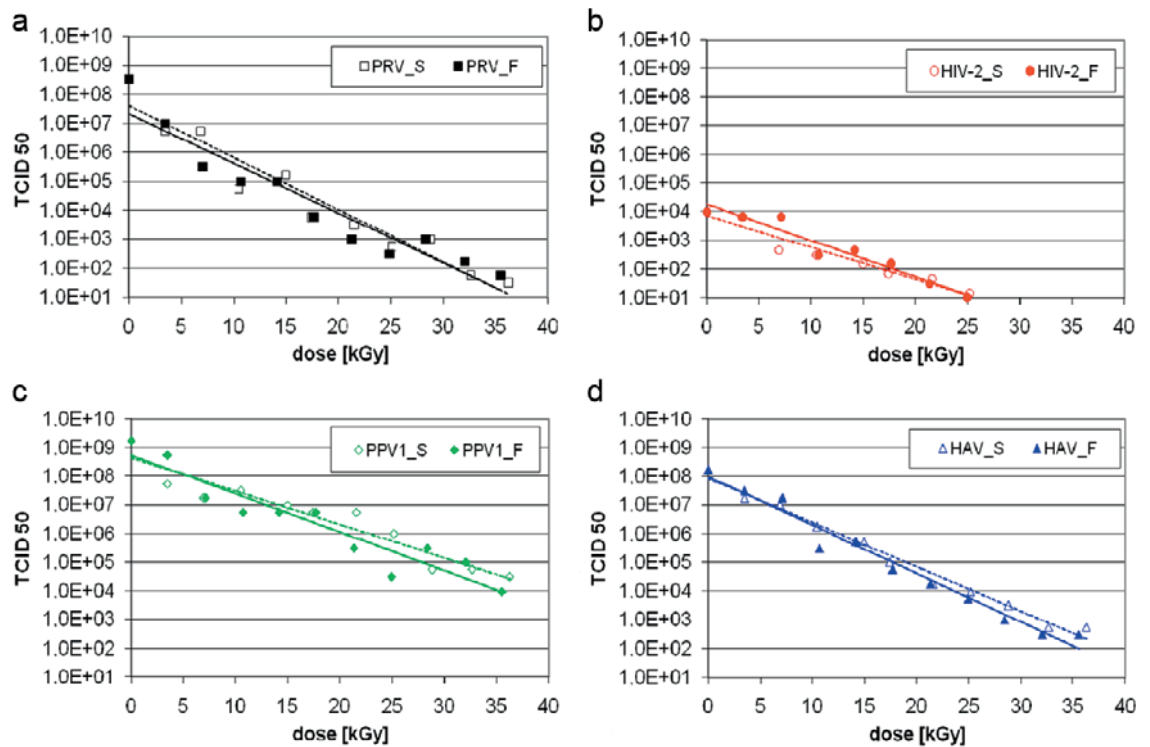 a
1,0E+10
1,0E+09
1,0E+08
1,0E+07
1,0E+06
1,0E+05
1,0E+04
1,0E+03
1,0E+02
1,0E+01
TCID 50
PRV_S PRV_F
0 5 10 15 20 25 30 35 40
dose [kGy]
b
1,0E+10
1,0E+09
1,0E+08
1,0E+07
1,0E+06
1,0E+05
1,0E+04
1,0E+03
1,0E+02
1,0E+01
TCID 50
HIV-2_S HIV-2_F
0 5 10 15 20 25 30 35 40
dose [kGy]
c
1,0E+10
1,0E+09
1,0E+08
1,0E+07
1,0E+06
1,0E+05
1,0E+04
1,0E+03
1,0E+02
1,0E+01
TCID 50
PPV1_S PPV1_F
0 5 10 15 20 25 30 35 40
dose [kGy]
d
1,0E+10
1,0E+09
1,0E+08
1,0E+07
1,0E+06
1,0E+05
1,0E+04
1,0E+03
1,0E+02
1,0E+01
TCID 50
HAV_S HAV_F
0 5 10 15 20 25 30 35 40
dose [kGy]